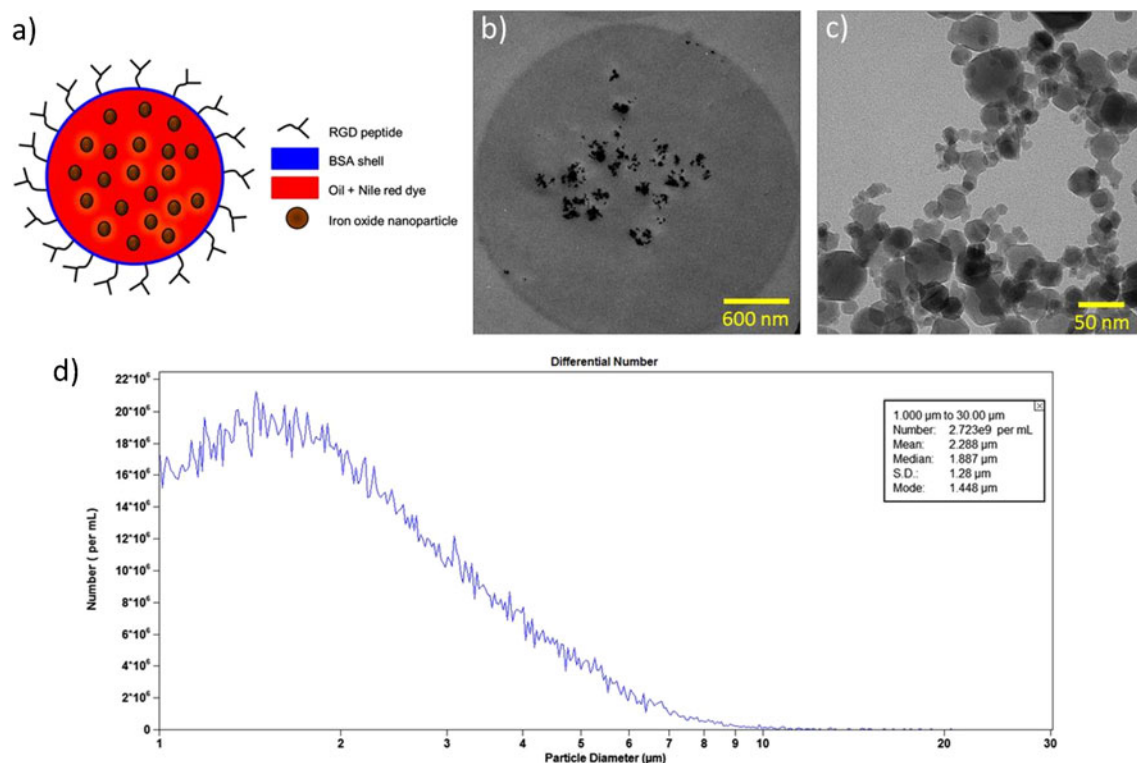 a)
RGD peptide
BSA shell
Oil + Nile red dye
Iron oxide nanoparticle
b)
600 nm
c)
50 nm
d)
Differential Number
22*10⁶
20*10⁶
18*10⁶
16*10⁶
14*10⁶
12*10⁶
10*10⁶
8*10⁶
6*10⁶
4*10⁶
2*10⁶
0
Number ( per mL)
1.000 µm to 30.00 µm
Number: 2.723e9 per mL
Mean: 2.288 µm
Median: 1.887 µm
S.D.: 1.28 µm
Mode: 1.448 µm
1 2 3 4 5 6 7 8 9 10 20 30
Particle Diameter (µm)